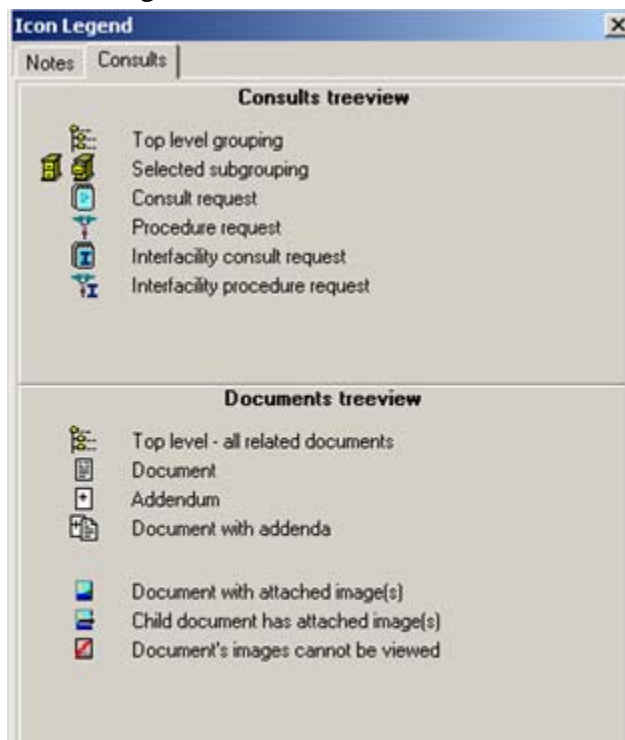 Icon Legend
Notes Consults
Consults treeview
Top level grouping
Selected subgrouping
Consult request
Procedure request
Interfacility consult request
Interfacility procedure request
Documents treeview
Top level - all related documents
Document
Addendum
Document with addenda
Document with attached image(s)
Child document has attached image(s)
Document's images cannot be viewed